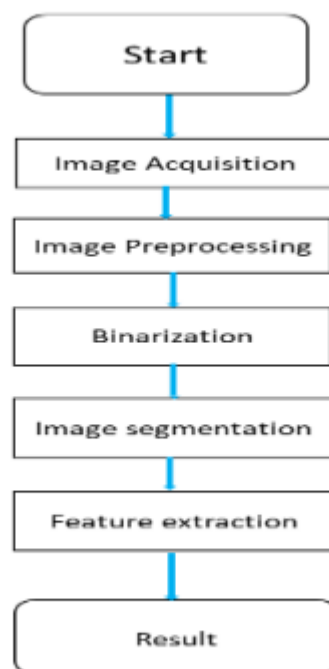 Start
Image Acquisition
Image Preprocessing
Binarization
Image segmentation
Feature extraction
Result